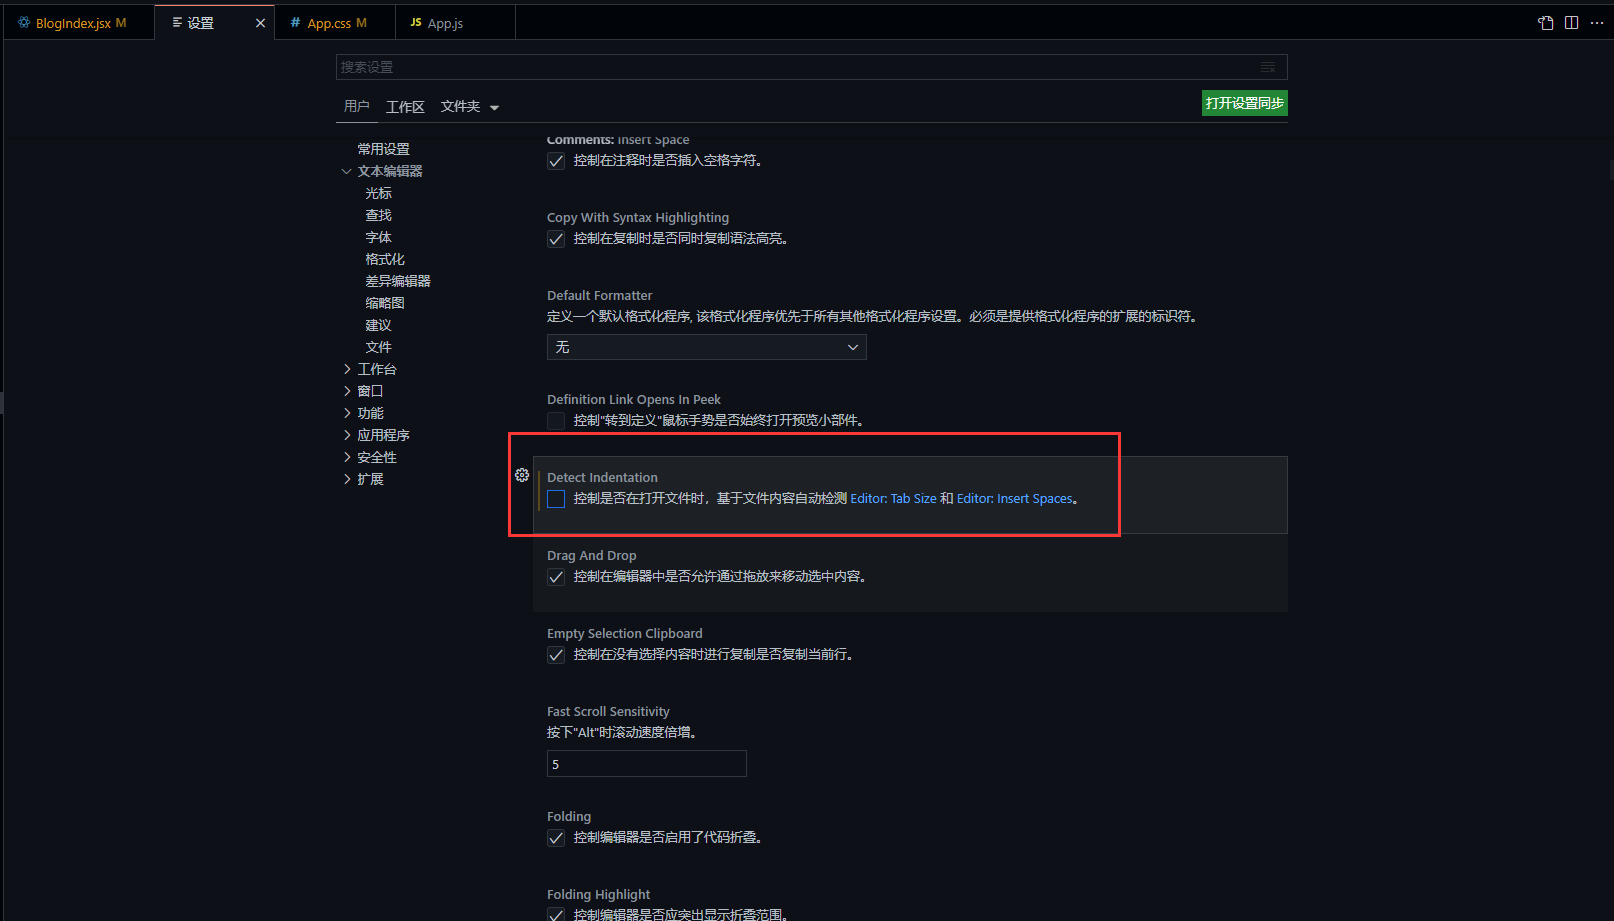 BlogIndex.jsx M
设置
# App.css M
JS App.js
搜索设置
用户 工作区 文件夹
打开设置同步
常用设置
文本编辑器
光标
查找
字体
格式化
差异编辑器
缩略图
建议
文件
工作台
窗口
功能
应用程序
安全性
扩展
Comments: Insert Space
控制在注释时是否插入空格字符。
Copy With Syntax Highlighting
控制在复制时是否同时复制语法高亮。
Default Formatter
定义一个默认格式化程序, 该格式化程序优先于所有其他格式化程序设置。必须是提供格式化程序的扩展的标识符。
无
Definition Link Opens In Peek
控制"转到定义"鼠标手势是否始终打开预览小部件。
Detect Indentation
控制是否在打开文件时，基于文件内容自动检测 Editor: Tab Size 和 Editor: Insert Spaces。
Drag And Drop
控制在编辑器中是否允许通过拖放来移动选中内容。
Empty Selection Clipboard
控制在没有选择内容时进行复制是否复制当前行。
Fast Scroll Sensitivity
按下"Alt"时滚动速度倍增。
5
Folding
控制编辑器是否启用了代码折叠。
Folding Highlight
控制编辑器是否应突出显示折叠范围。